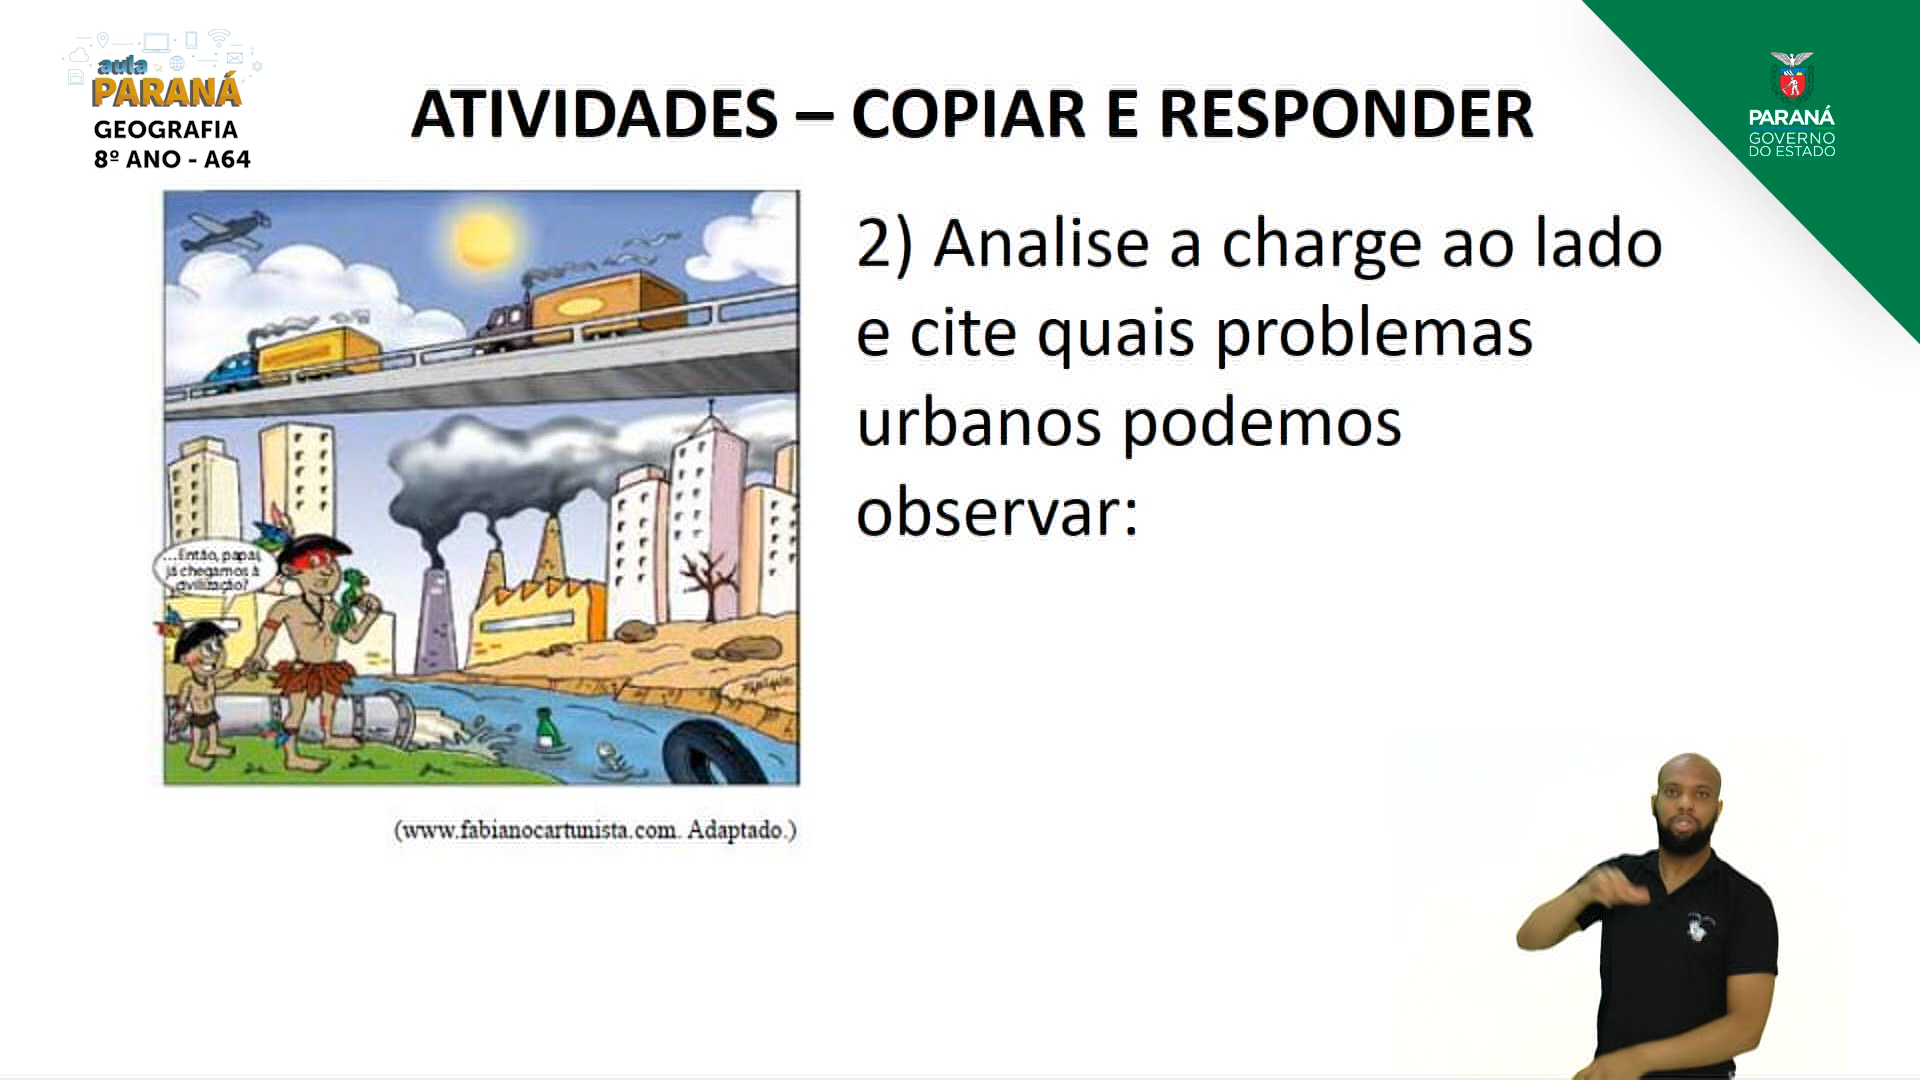 aula
PARANÁ
GEOGRAFIA
8º ANO - A64
ATIVIDADES – COPIAR E RESPONDER
PARANÁ
GOVERNO
DO ESTADO
2) Analise a charge ao lado
e cite quais problemas
urbanos podemos
observar:
...Então, papai,
já chegamos à
civilização?
(www.fabianocartunista.com. Adaptado.)